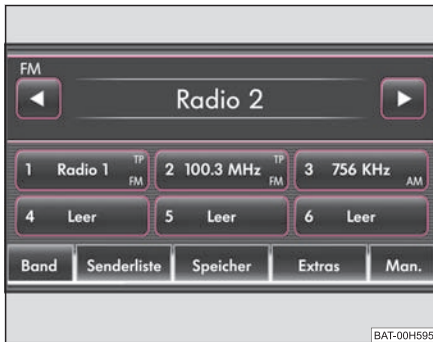 FM
Radio 2
1 Radio 1 TP FM 2 100.3 MHz TP FM 3 756 KHz AM
4 Leer 5 Leer 6 Leer
Band Senderliste Speicher Extras Man.
BAT-00H595